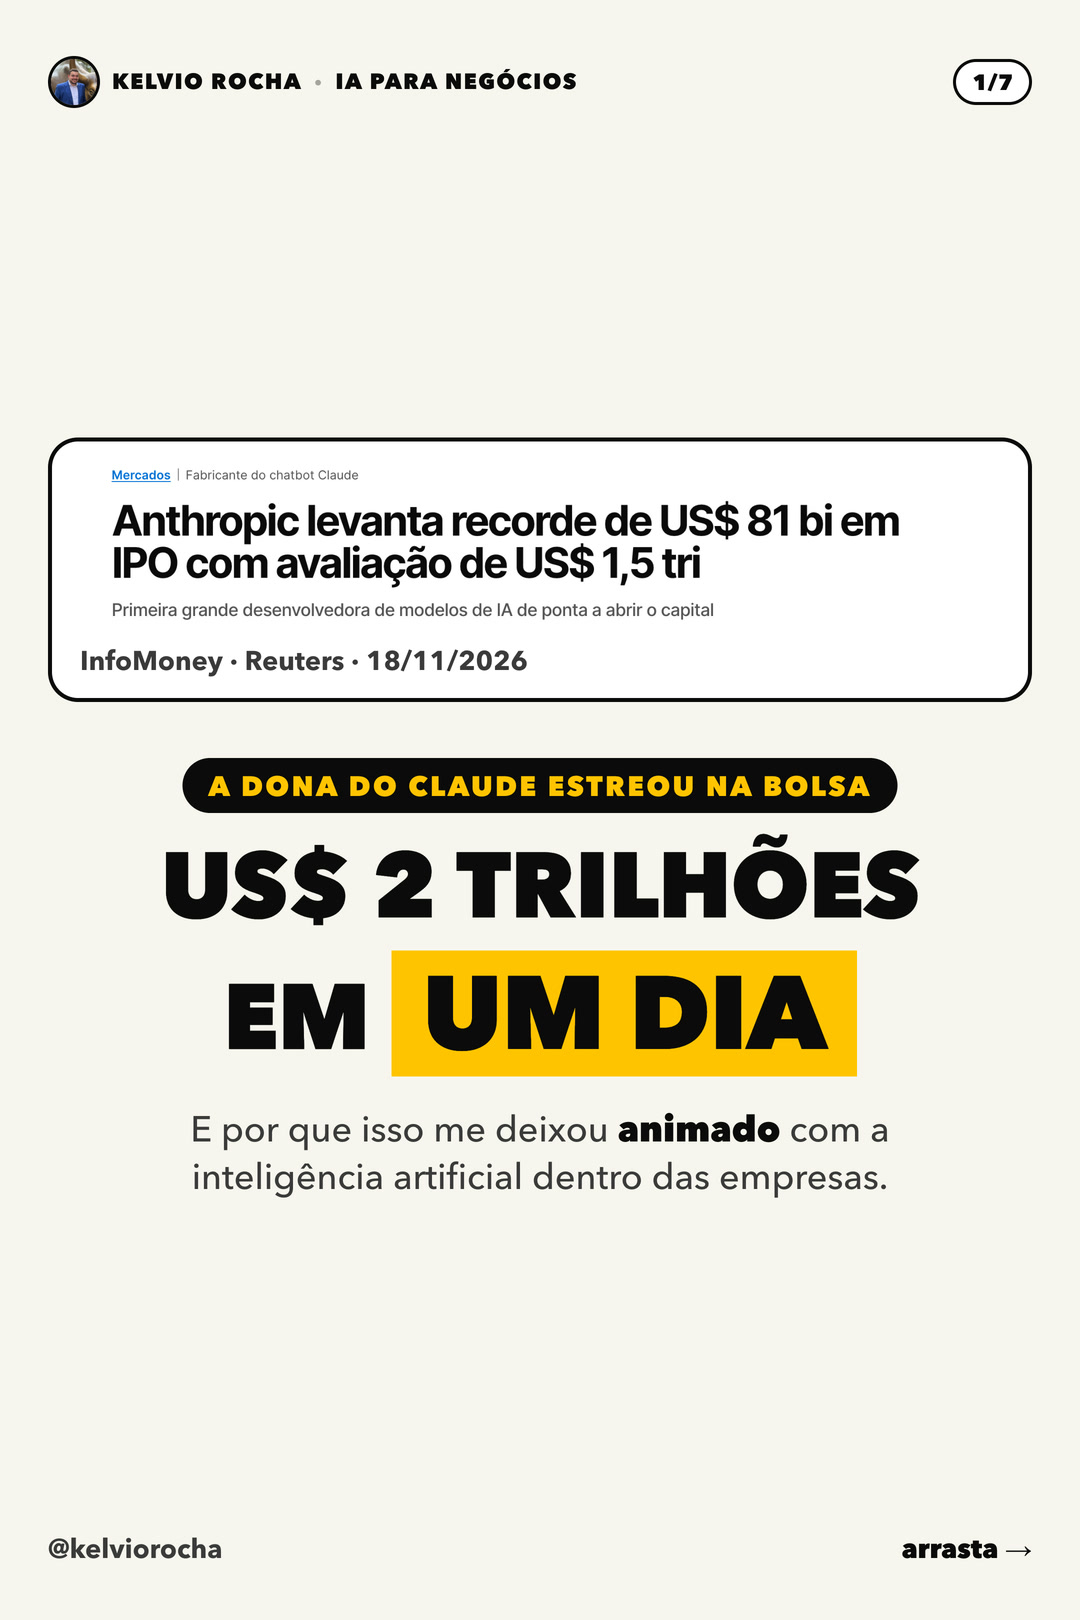 KELVIO ROCHA • IA PARA NEGÓCIOS
1/7
Mercados | Fabricante do chatbot Claude
Anthropic levanta recorde de US$ 81 bi em
IPO com avaliação de US$ 1,5 tri
Primeira grande desenvolvedora de modelos de IA de ponta a abrir o capital
InfoMoney · Reuters · 18/11/2026
A DONA DO CLAUDE ESTREOU NA BOLSA
US$ 2 TRILHÕES
EM UM DIA
E por que isso me deixou animado com a
inteligência artificial dentro das empresas.
@kelviorocha
arrasta →